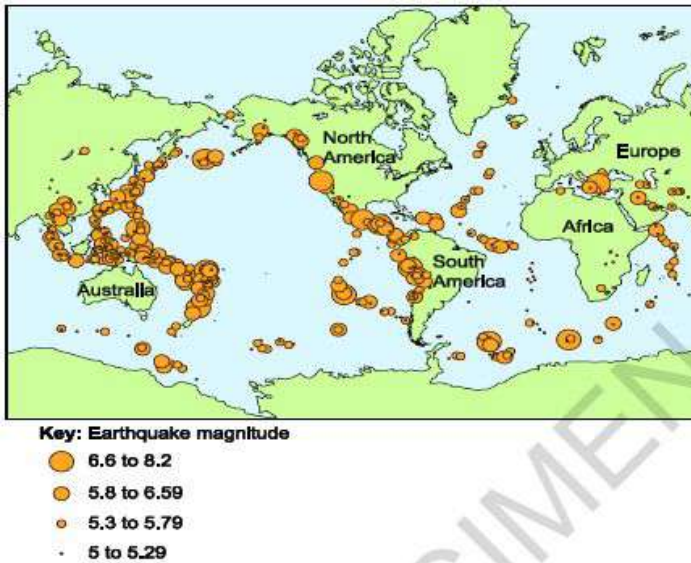 North
America
Europe
Africa
South
America
Australia
Key: Earthquake magnitude
6.6 to 8.2
5.8 to 6.59
5.3 to 5.79
5 to 5.29
CIMEN